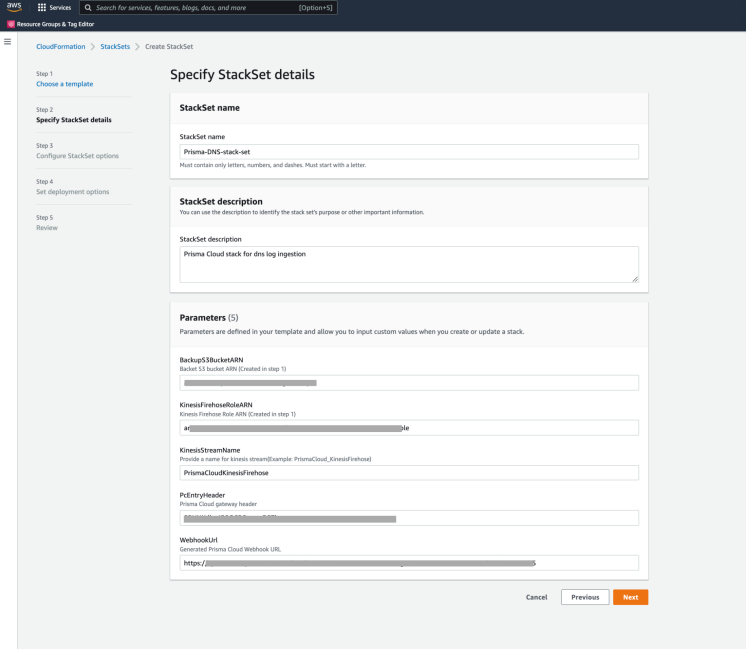 aws
Services
Search for services, features, blogs, docs, and more
[Option+S]
Resource Groups & Tag Editor
CloudFormation > StackSets > Create StackSet
Step 1
Choose a template
Step 2
Specify StackSet details
Step 3
Configure StackSet options
Step 4
Set deployment options
Step 5
Review
Specify StackSet details
StackSet name
StackSet name
Prisma-DNS-stack-set
Must contain only letters, numbers, and dashes. Must start with a letter.
StackSet description
You can use the description to identify the stack set's purpose or other important information.
StackSet description
Prisma Cloud stack for dns log ingestion
Parameters (5)
Parameters are defined in your template and allow you to input custom values when you create or update a stack.
BackupS3BucketARN
Backet S3 bucket ARN (Created in step 1)
KinesisFirehoseRoleARN
Kinesis Firehose Role ARN (Created in step 1)
ar
ole
KinesisStreamName
Provide a name for kinesis stream(Example: PrismaCloud_KinesisFirehose)
PrismaCloudKinesisFirehose
PcEntryHeader
Prisma Cloud gateway header
WebhookUrl
Generated Prisma Cloud Webhook URL
https:/
Cancel
Previous
Next